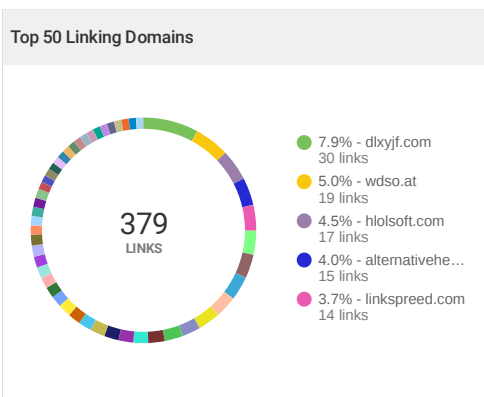 Top 50 Linking Domains
379
LINKS
7.9% - dlxyjf.com
30 links
5.0% - wdso.at
19 links
4.5% - hlolsoft.com
17 links
4.0% - alternativehe...
15 links
3.7% - linkspreed.com
14 links